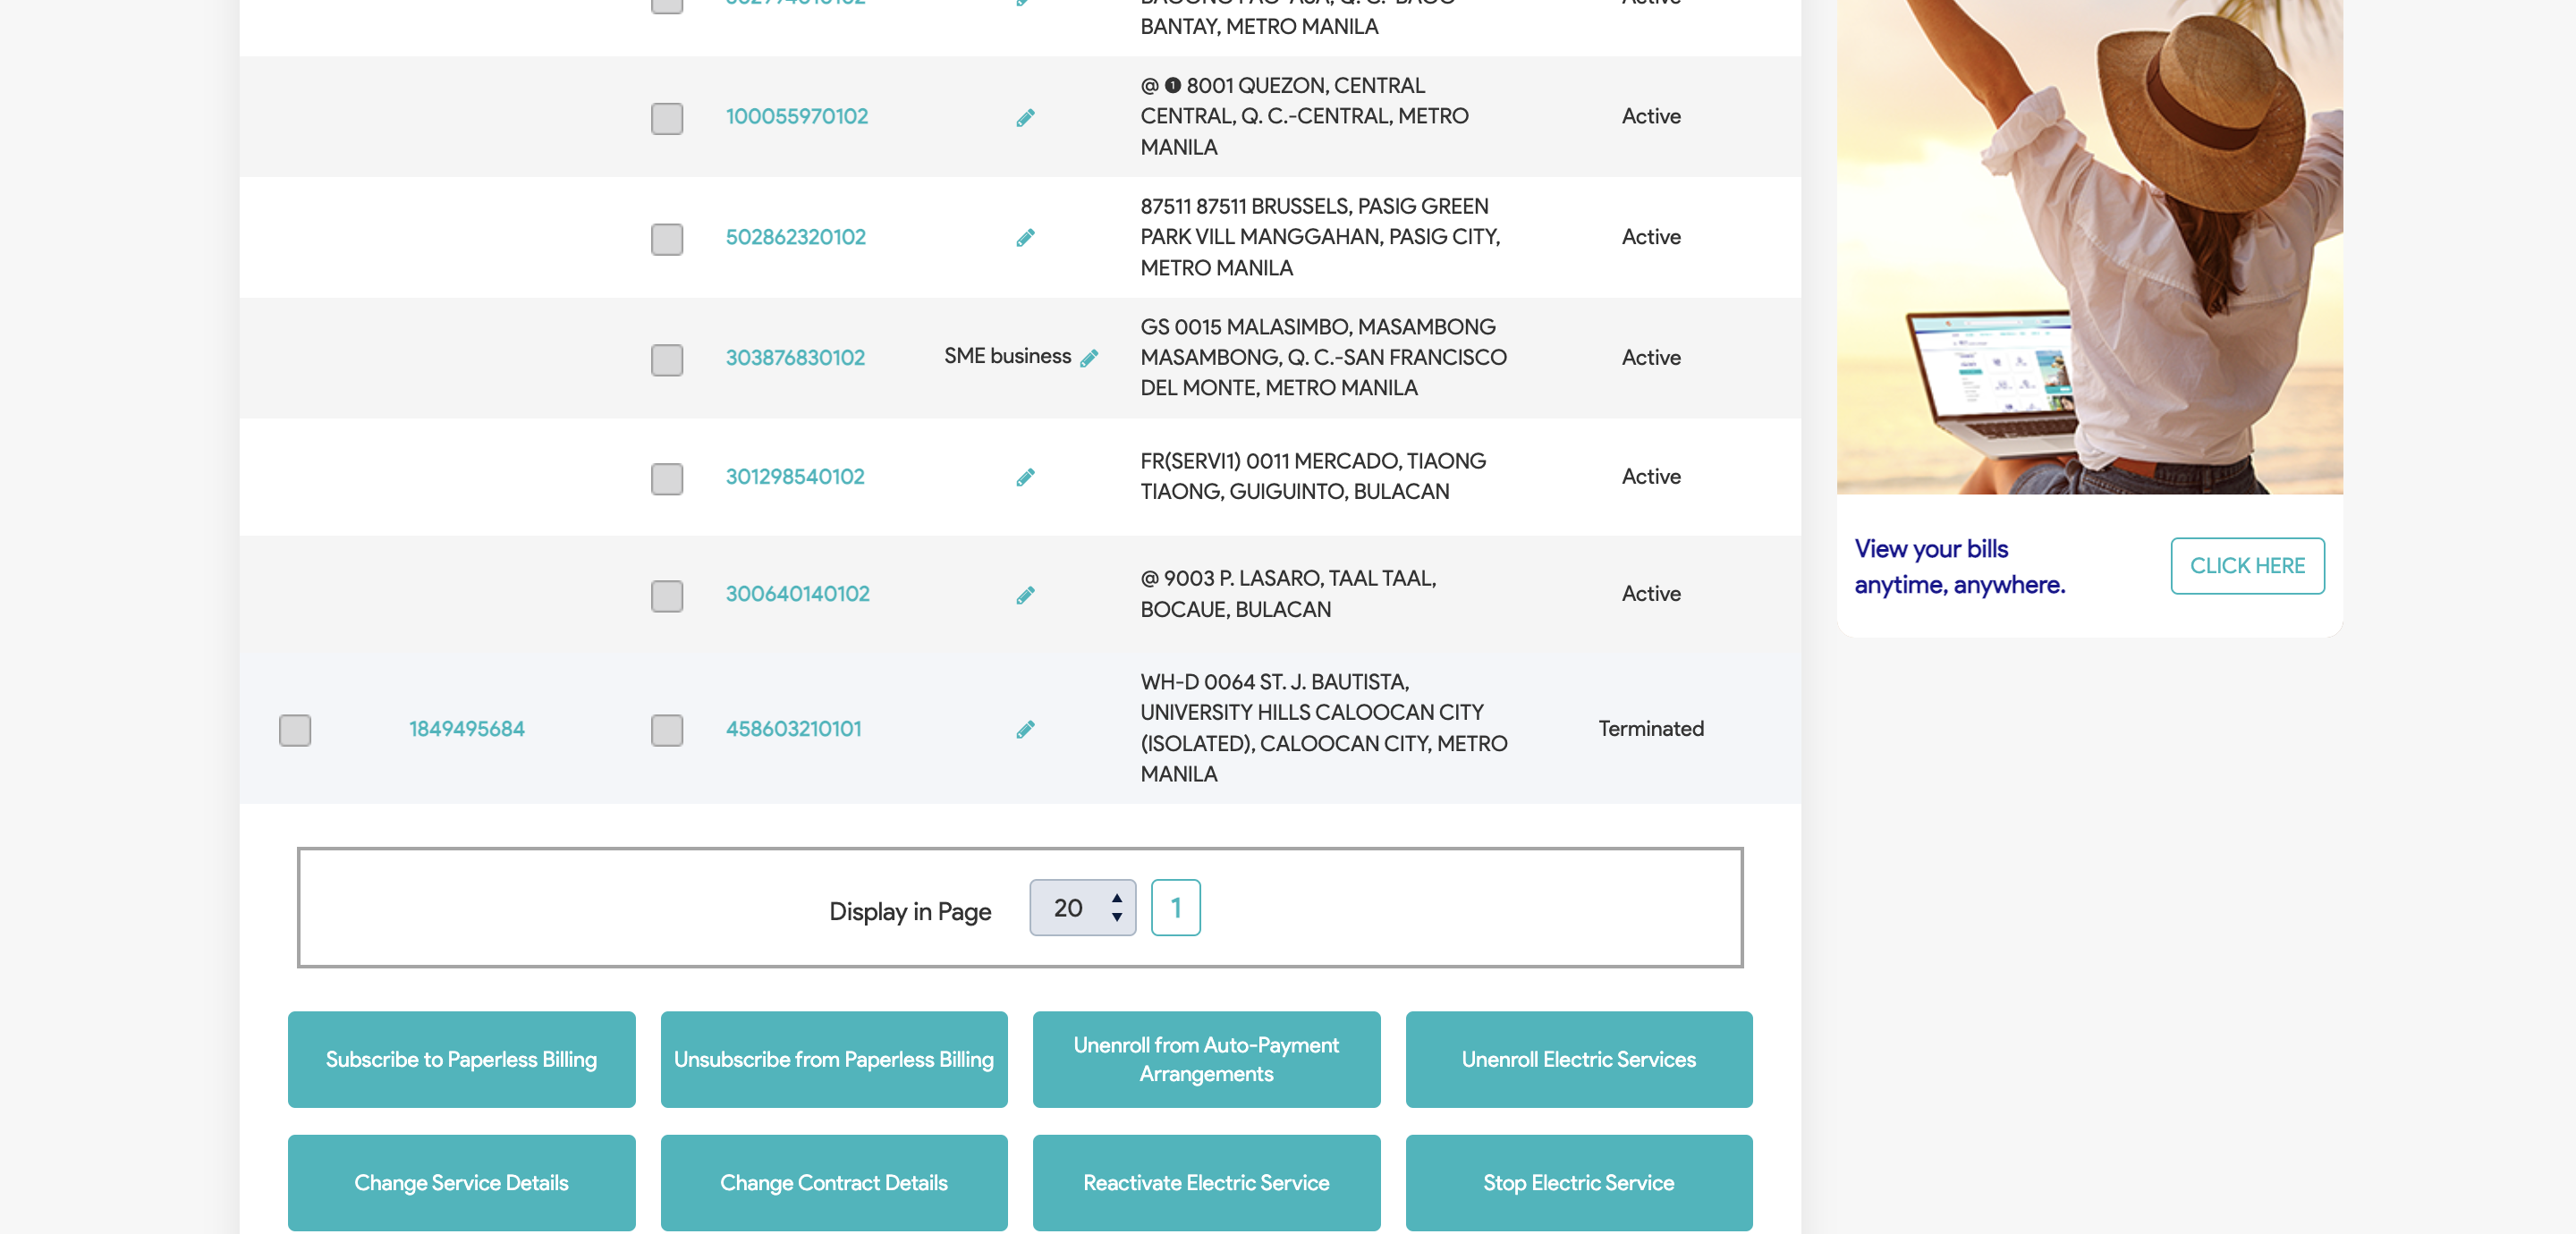 BANTAY, METRO MANILA
Active
@ ❶ 8001 QUEZON, CENTRAL
100055970102
CENTRAL, Q. C.-CENTRAL, METRO
Active
MANILA
87511 87511 BRUSSELS, PASIG GREEN
502862320102
PARK VILL MANGGAHAN, PASIG CITY,
Active
METRO MANILA
GS 0015 MALASIMBO, MASAMBONG
303876830102
SME business
MASAMBONG, Q. C.-SAN FRANCISCO
Active
DEL MONTE, METRO MANILA
301298540102
FR(SERVI1) 0011 MERCADO, TIAONG
TIAONG, GUIGUINTO, BULACAN
Active
300640140102
@ 9003 P. LASARO, TAAL TAAL,
BOCAUE, BULACAN
Active
1849495684
458603210101
WH-D 0064 ST. J. BAUTISTA,
UNIVERSITY HILLS CALOOCAN CITY
(ISOLATED), CALOOCAN CITY, METRO
MANILA
Terminated
Display in Page
20
1
Subscribe to Paperless Billing
Unsubscribe from Paperless Billing
Unenroll from Auto-Payment
Arrangements
Unenroll Electric Services
Change Service Details
Change Contract Details
Reactivate Electric Service
Stop Electric Service
View your bills
anytime, anywhere.
CLICK HERE